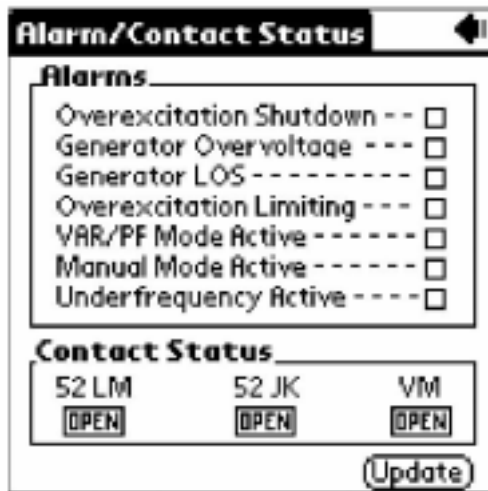 Alarm/Contact Status
Alarms
Overexcitation Shutdown - -
Generator Overvoltage - - -
Generator LOS - - - - - - - - -
Overexcitation Limiting - - -
VAR/PF Mode Active - - - - - -
Manual Mode Active - - - - - -
Underfrequency Active - - - -
Contact Status
52 LM 52 JK VM
OPEN OPEN OPEN
Update